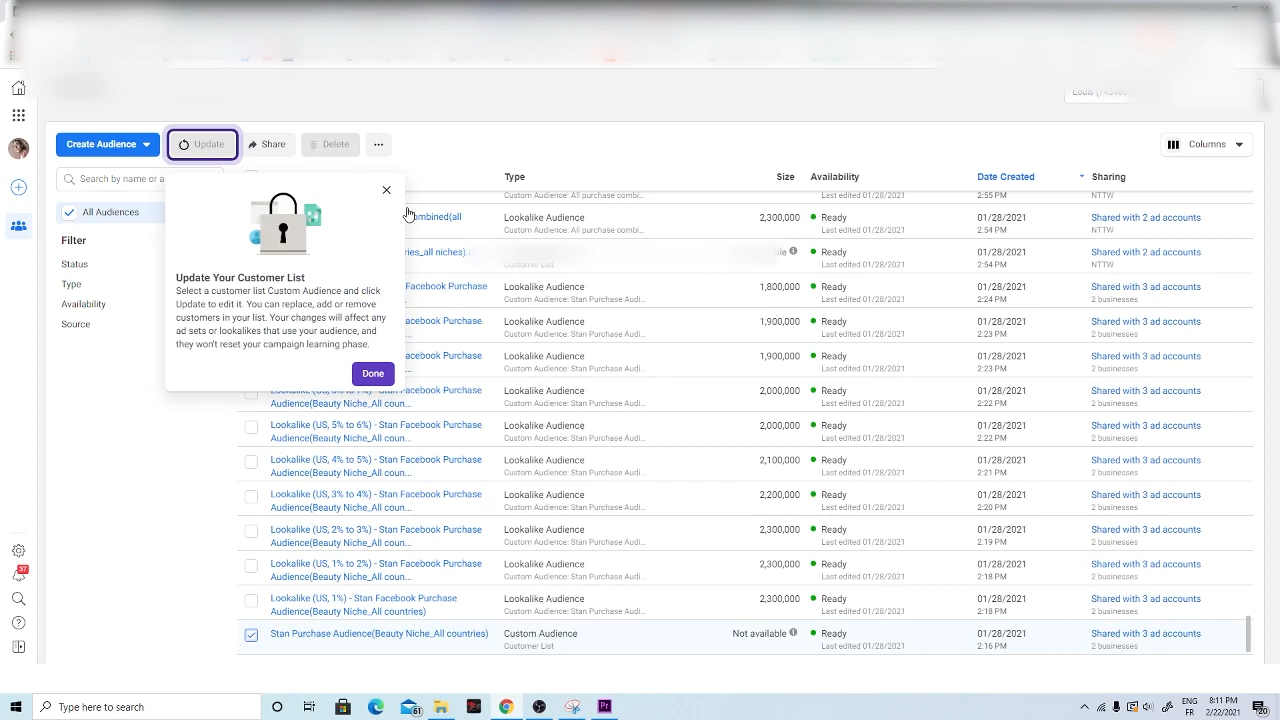 Create Audience
Update
Share
Delete
...
Columns
Search by name or a
Type
Size
Availability
Date Created
Sharing
Custom Audience: All purchase combi...
Last edited 01/28/2021
2:55 PM
NTTW
All Audiences
ombined(all
Lookalike Audience
2,300,000
Ready
01/28/2021
Shared with 2 ad accounts
Custom Audience: All purchase combi...
Last edited 01/28/2021
2:54 PM
NTTW
Filter
ries_all niches)
Ready
01/28/2021
Shared with 2 ad accounts
Customer List
Last edited 01/28/2021
2:54 PM
NTTW
Status
Type
Availability
Source
Update Your Customer List
Select a customer list Custom Audience and click
Update to edit it. You can replace, add or remove
customers in your list. Your changes will affect any
ad sets or lookalikes that use your audience, and
they won't reset your campaign learning phase.
Done
Facebook Purchase
Lookalike Audience
1,800,000
Ready
01/28/2021
Shared with 3 ad accounts
Custom Audience: Stan Purchase Audi...
Last edited 01/28/2021
2:24 PM
2 businesses
acebook Purchase
Lookalike Audience
1,900,000
Ready
01/28/2021
Shared with 3 ad accounts
Custom Audience: Stan Purchase Audi...
Last edited 01/28/2021
2:23 PM
2 businesses
acebook Purchase
Lookalike Audience
1,900,000
Ready
01/28/2021
Shared with 3 ad accounts
Custom Audience: Stan Purchase Audi...
Last edited 01/28/2021
2:23 PM
2 businesses
acebook Purchase
Lookalike Audience
2,000,000
Ready
01/28/2021
Shared with 3 ad accounts
Audience(Beauty Niche_All coun...
Custom Audience: Stan Purchase Audi...
Last edited 01/28/2021
2:22 PM
2 businesses
Lookalike (US, 5% to 6%) - Stan Facebook Purchase
Lookalike Audience
2,000,000
Ready
01/28/2021
Shared with 3 ad accounts
Audience(Beauty Niche_All coun...
Custom Audience: Stan Purchase Audi...
Last edited 01/28/2021
2:22 PM
2 businesses
Lookalike (US, 4% to 5%) - Stan Facebook Purchase
Lookalike Audience
2,100,000
Ready
01/28/2021
Shared with 3 ad accounts
Audience(Beauty Niche_All coun...
Custom Audience: Stan Purchase Audi...
Last edited 01/28/2021
2:21 PM
2 businesses
Lookalike (US, 3% to 4%) - Stan Facebook Purchase
Lookalike Audience
2,200,000
Ready
01/28/2021
Shared with 3 ad accounts
Audience(Beauty Niche_All coun...
Custom Audience: Stan Purchase Audi...
Last edited 01/28/2021
2:20 PM
2 businesses
Lookalike (US, 2% to 3%) - Stan Facebook Purchase
Lookalike Audience
2,300,000
Ready
01/28/2021
Shared with 3 ad accounts
Audience(Beauty Niche_All coun...
Custom Audience: Stan Purchase Audi...
Last edited 01/28/2021
2:19 PM
2 businesses
Lookalike (US, 1% to 2%) - Stan Facebook Purchase
Lookalike Audience
2,300,000
Ready
01/28/2021
Shared with 3 ad accounts
Audience(Beauty Niche_All coun...
Custom Audience: Stan Purchase Audi...
Last edited 01/28/2021
2:18 PM
2 businesses
Lookalike (US, 1%) - Stan Facebook Purchase
Lookalike Audience
2,300,000
Ready
01/28/2021
Shared with 3 ad accounts
Audience(Beauty Niche_All countries)
Custom Audience: Stan Purchase Audi...
Last edited 01/28/2021
2:18 PM
2 businesses
Stan Purchase Audience(Beauty Niche_All countries)
Custom Audience
Not available
Ready
01/28/2021
Shared with 3 ad accounts
Customer List
Last edited 01/28/2021
2:16 PM
2 businesses
37
Type here to search
61
Pr
ENG
FR
8:11 PM
2/22/2021
20